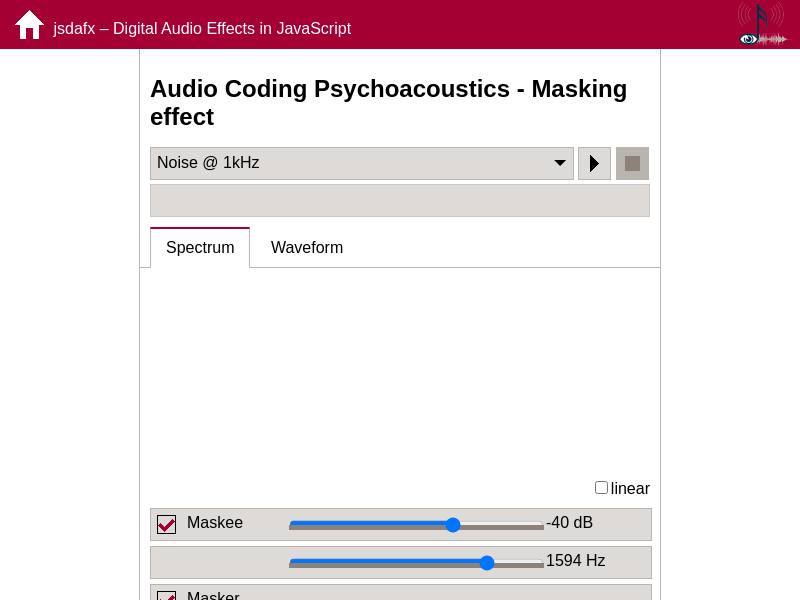 jsdafx – Digital Audio Effects in JavaScript
Audio Coding Psychoacoustics - Masking
effect
Noise @ 1kHz
Spectrum Waveform
linear
Maskee -40 dB
1594 Hz
Masker